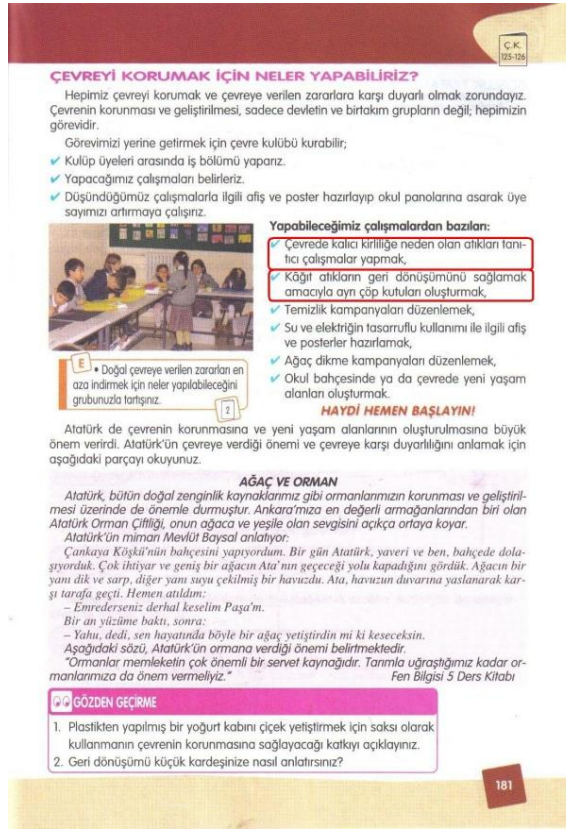 Ç.K.
125-126
ÇEVREYİ KORUMAK İÇİN NELER YAPABİLİRİZ?
Hepimiz çevreyi korumak ve çevreye verilen zararlara karşı duyarlı olmak zorundayız.
Çevrenin korunması ve geliştirilmesi, sadece devletin ve birtakım grupların değil; hepimizin
görevidir.
Görevimizi yerine getirmek için çevre kulübü kurabilir;
✓ Kulüp üyeleri arasında iş bölümü yaparız.
✓ Yapacağımız çalışmaları belirleriz.
✓ Düşündüğümüz çalışmalarla ilgili afiş ve poster hazırlayıp okul panolarına asarak üye
sayımızı artırmaya çalışırız.
Yapabileceğimiz çalışmalardan bazıları:
✓ Çevrede kalıcı kirliliğe neden olan atıkları tanı-
tıcı çalışmalar yapmak,
✓ Kâğıt atıkların geri dönüşümünü sağlamak
amacıyla ayrı çöp kutuları oluşturmak,
✓ Temizlik kampanyaları düzenlemek,
✓ Su ve elektriğin tasarruflu kullanımı ile ilgili afiş
ve posterler hazırlamak,
✓ Ağaç dikme kampanyaları düzenlemek,
✓ Okul bahçesinde ya da çevrede yeni yaşam
alanları oluşturmak.
HAYDİ HEMEN BAŞLAYIN!
E
• Doğal çevreye verilen zararları en
aza indirmek için neler yapılabileceğini
grubunuzla tartışınız.
2
Atatürk de çevrenin korunmasına ve yeni yaşam alanlarının oluşturulmasına büyük
önem verirdi. Atatürk'ün çevreye verdiği önemi ve çevreye karşı duyarlılığını anlamak için
aşağıdaki parçayı okuyunuz.
AĞAÇ VE ORMAN
Atatürk, bütün doğal zenginlik kaynaklarımız gibi ormanlarımızın korunması ve geliştiril-
mesi üzerinde de önemle durmuştur. Ankara'mıza en değerli armağanlarından biri olan
Atatürk Orman Çiftliği, onun ağaca ve yeşile olan sevgisini açıkça ortaya koyar.
Atatürk'ün mimarı Mevlüt Baysal anlatıyor:
Çankaya Köşkü'nün bahçesini yapıyordum. Bir gün Atatürk, yaveri ve ben, bahçede dola-
şıyorduk. Çok ihtiyar ve geniş bir ağacın Ata'nın geçeceği yolu kapadığını gördük. Ağacın bir
yanı dik ve sarp, diğer yanı suyu çekilmiş bir havuzdu. Ata, havuzun duvarına yaslanarak kar-
şı tarafa geçti. Hemen atıldım:
– Emrederseniz derhal keselim Paşa'm.
Bir an yüzüme baktı, sonra:
– Yahu, dedi, sen hayatında böyle bir ağaç yetiştirdin mi ki keseceksin.
Aşağıdaki sözü, Atatürk'ün ormana verdiği önemi belirtmektedir.
"Ormanlar memleketin çok önemli bir servet kaynağıdır. Tarımla uğraştığımız kadar or-
manlarımıza da önem vermeliyiz." Fen Bilgisi 5 Ders Kitabı
GÖZDEN GEÇİRME
1. Plastikten yapılmış bir yoğurt kabını çiçek yetiştirmek için saksı olarak
kullanmanın çevrenin korunmasına sağlayacağı katkıyı açıklayınız.
2. Geri dönüşümü küçük kardeşinize nasıl anlatırsınız?
181